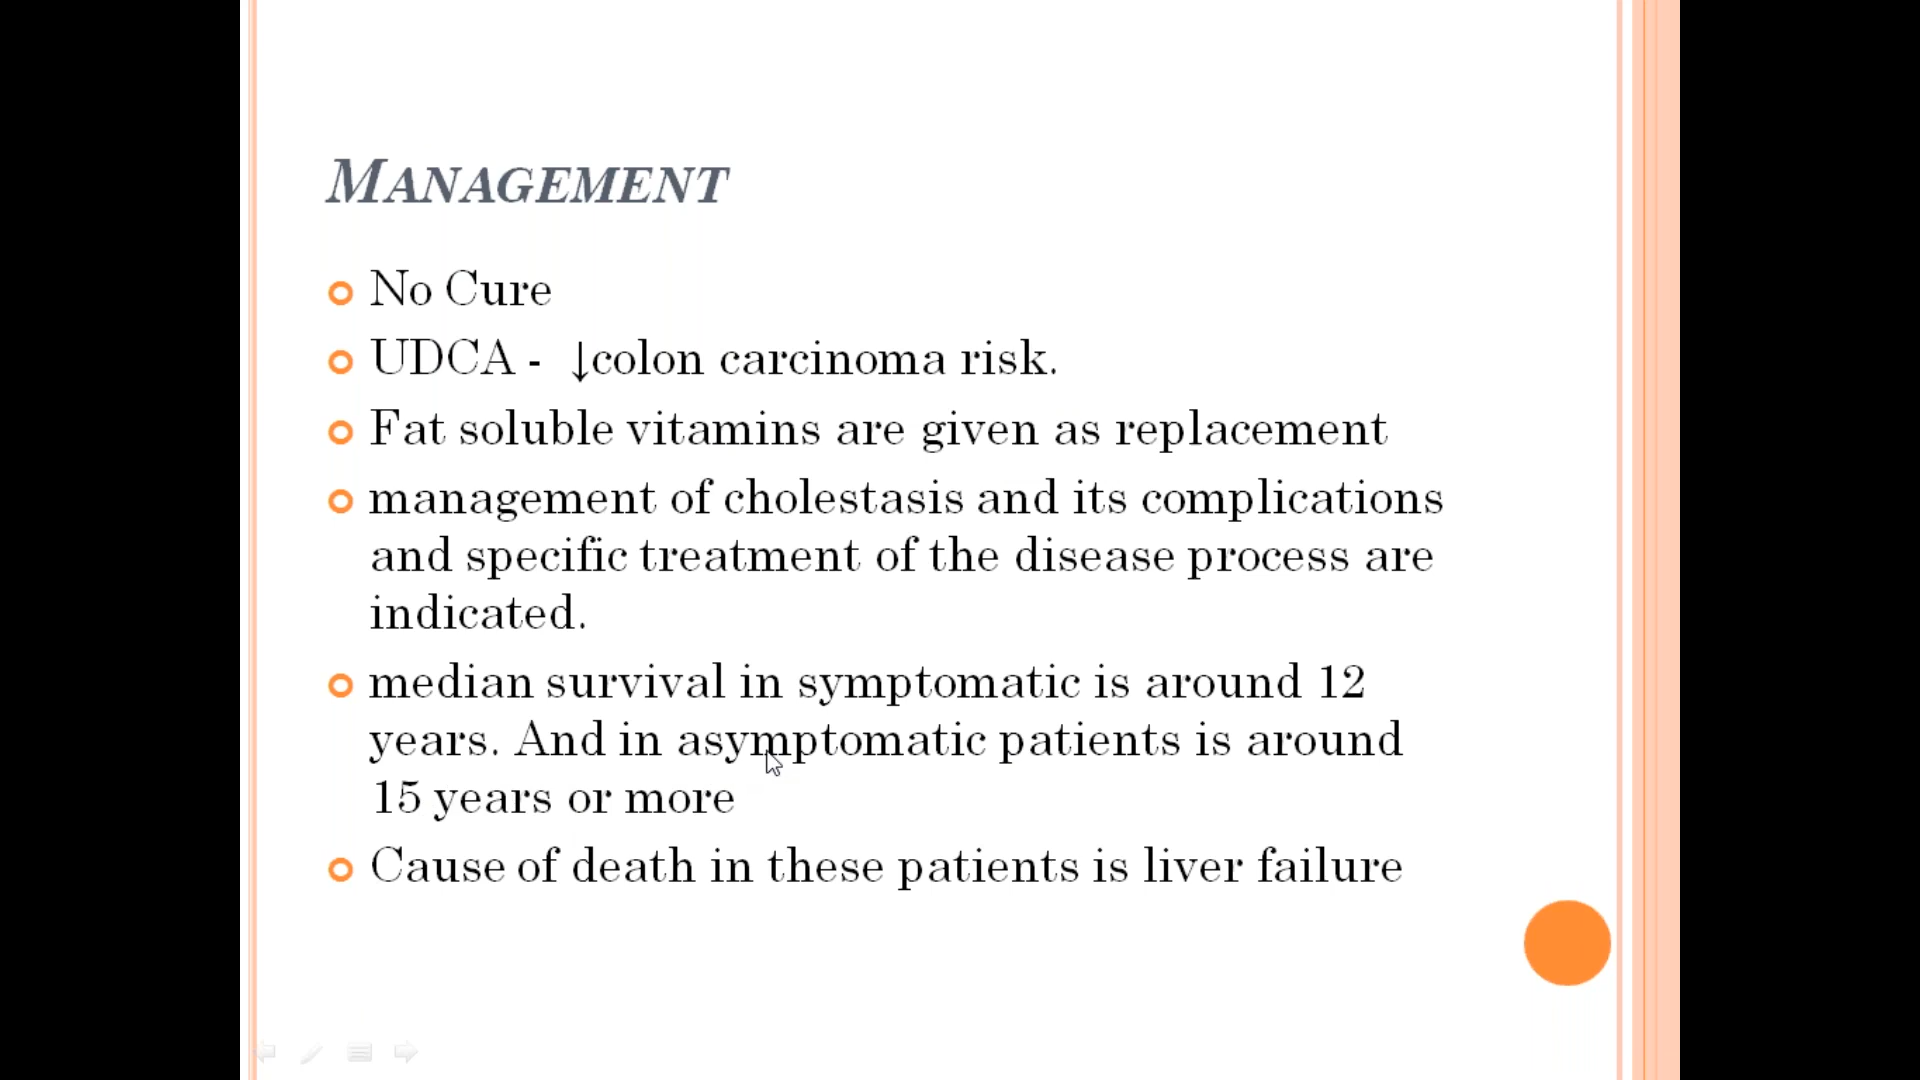 MANAGEMENT
No Cure
UDCA - ↓colon carcinoma risk.
Fat soluble vitamins are given as replacement
management of cholestasis and its complications
and specific treatment of the disease process are
indicated.
median survival in symptomatic is around 12
years. And in asymptomatic patients is around
15 years or more
Cause of death in these patients is liver failure